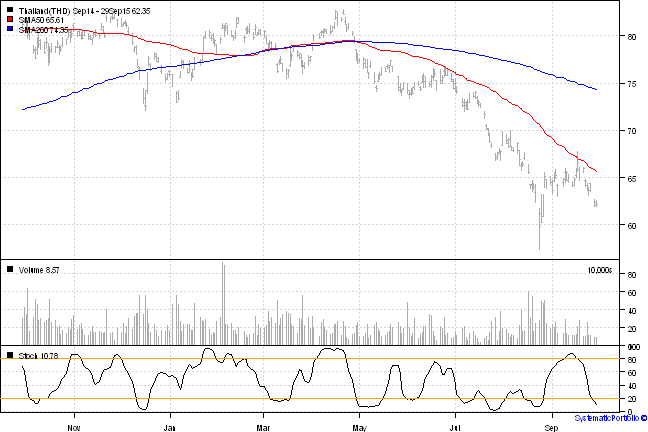 Thailand(THD) Sep14 - 29Sep15 62.35
SMA50 65.61
SMA200 74.35
80
75
70
65
60
Volume 8.57
10,000s
80
60
40
20
0
Stoch 10.78
100
80
60
40
20
0
Nov Jan Mar May Jul Sep
SystematicPortfolio ©